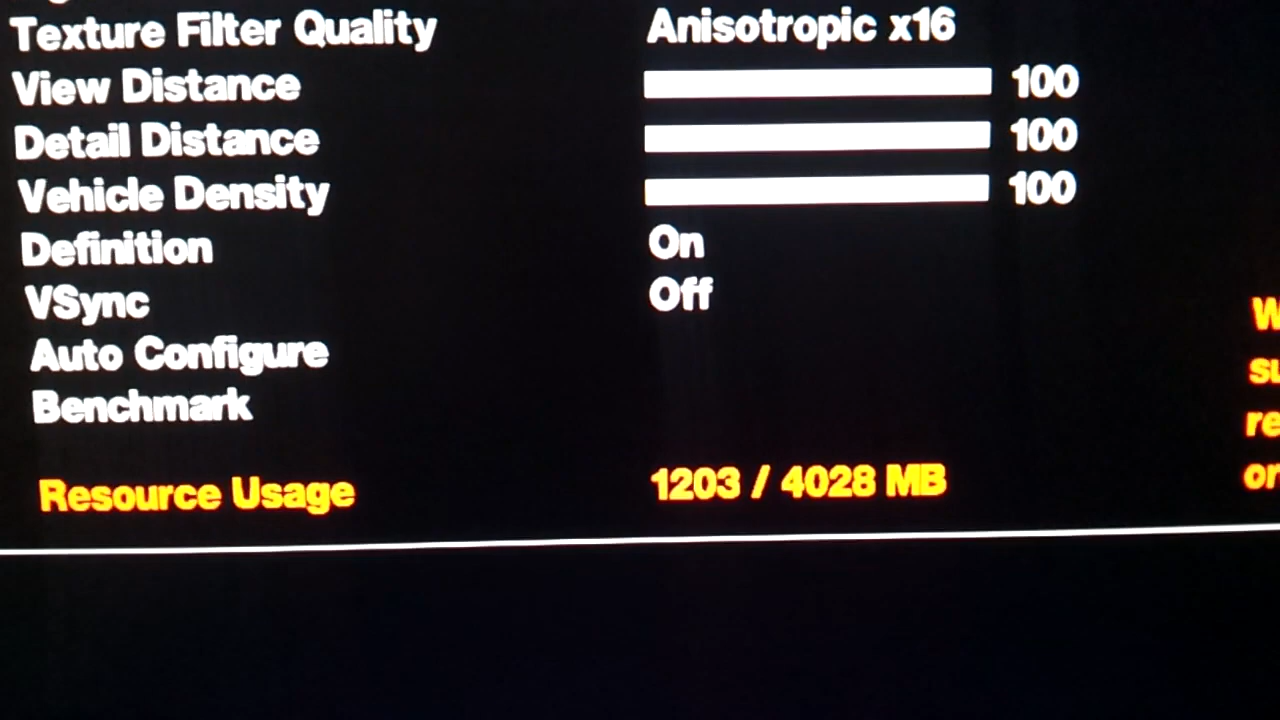 Texture Filter Quality Anisotropic x16
View Distance 100
Detail Distance 100
Vehicle Density 100
Definition On
VSync Off
Auto Configure
Benchmark
Resource Usage 1203 / 4028 MB